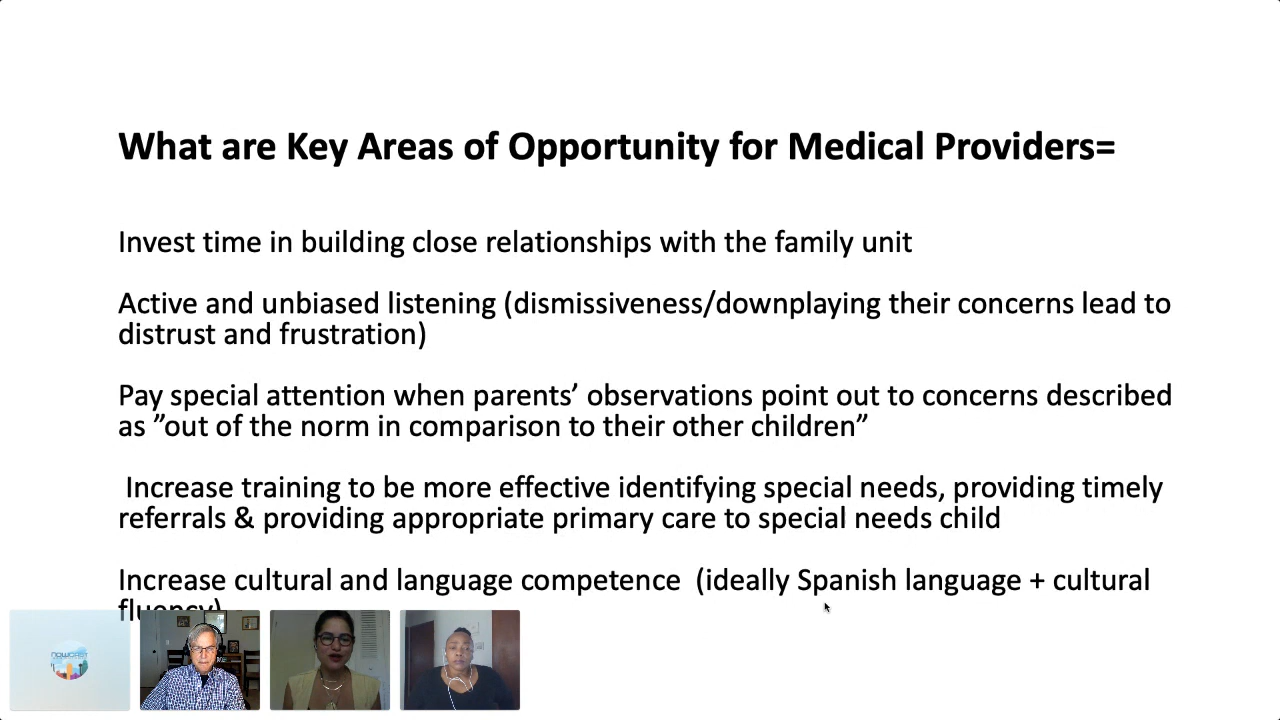 What are Key Areas of Opportunity for Medical Providers=
Invest time in building close relationships with the family unit
Active and unbiased listening (dismissiveness/downplaying their concerns lead to
distrust and frustration)
Pay special attention when parents’ observations point out to concerns described
as ”out of the norm in comparison to their other children”
Increase training to be more effective identifying special needs, providing timely
referrals & providing appropriate primary care to special needs child
Increase cultural and language competence  (ideally Spanish language + cultural
fluency)
NOWCAST